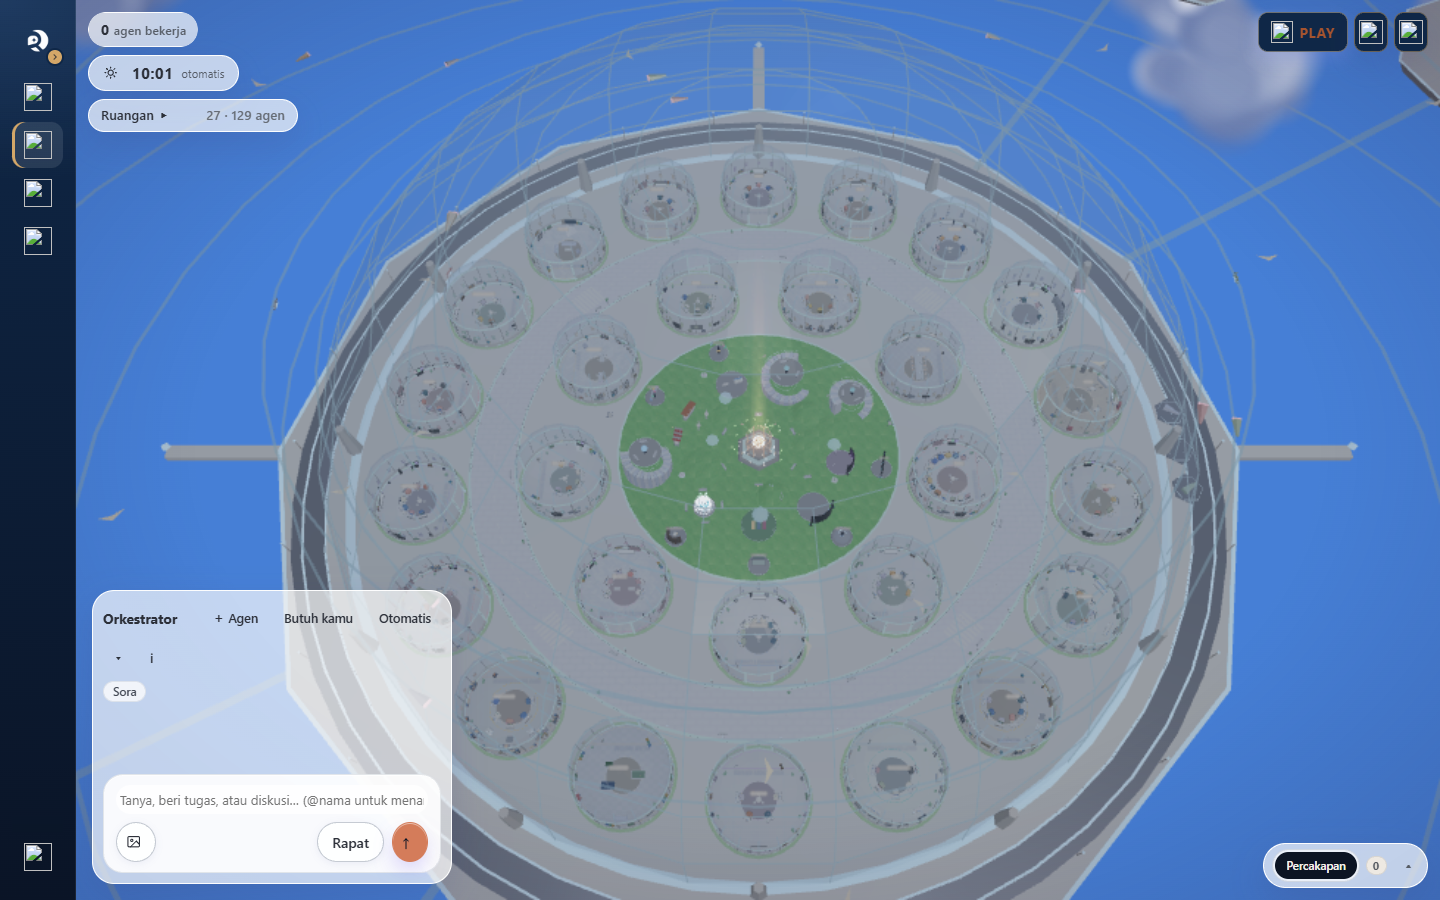 0 agen bekerja
10:01 otomatis
Ruangan ▸ 27 · 129 agen
PLAY
Orkestrator + Agen Butuh kamu Otomatis
i
Sora
Tanya, beri tugas, atau diskusi... (@nama untuk mena
Rapat ↑
Percakapan 0